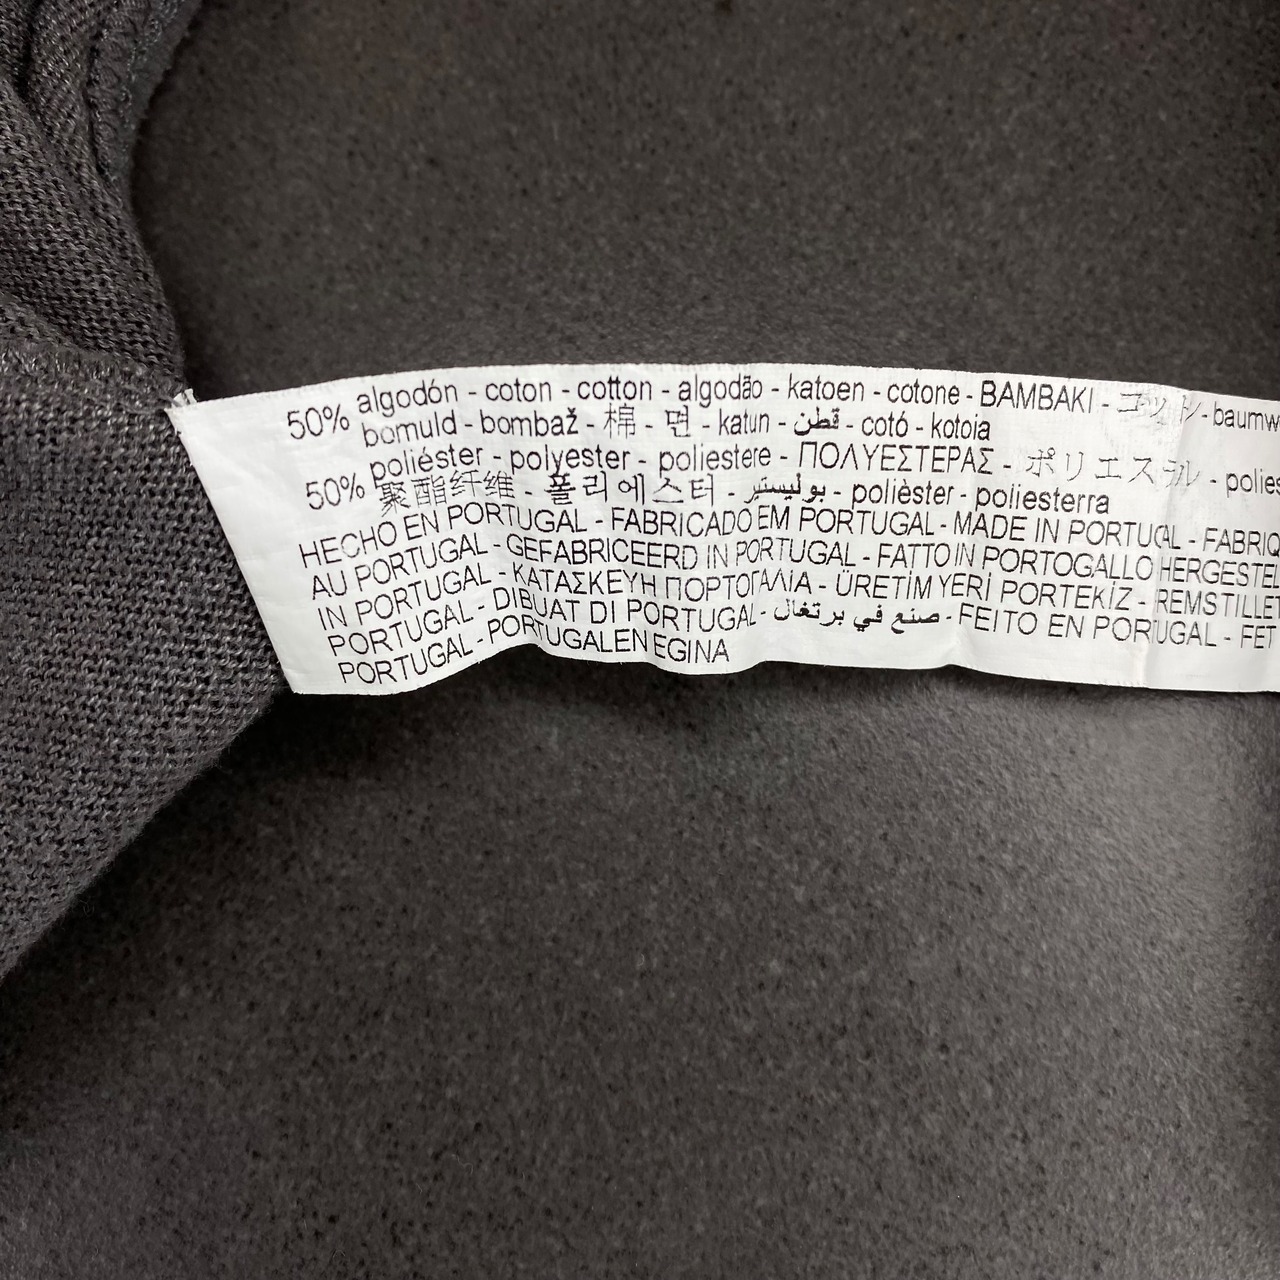 50% algodón - coton - cotton - algodão - katoen - cotone - BAMBAKI - コットン - baumw
bomuld - bombaž - 棉 - 면 - katun - قطن - cotó - kotoia
50% poliéster - polyester - poliestere - ΠΟΛΥΕΣΤΕΡΑΣ - ポリエステル - polies
聚酯纤维 - 폴리에스터 - بوليستير - polièster - poliesterra
HECHO EN PORTUGAL - FABRICADO EM PORTUGAL - MADE IN PORTUGAL - FABRIQ
AU PORTUGAL - GEFABRICEERD IN PORTUGAL - FATTO IN PORTOGALLO HERGESTEL
IN PORTUGAL - ΚΑΤΑΣΚΕΥΗ ΠΟΡΤΟΓΑΛΙΑ - ÜRETİM YERİ PORTEKİZ - REMSTILLET
PORTUGAL - DIBUAT DI PORTUGAL - صنع في برتغال - FEITO EN PORTUGAL - FET
PORTUGAL - PORTUGALEN EGINA